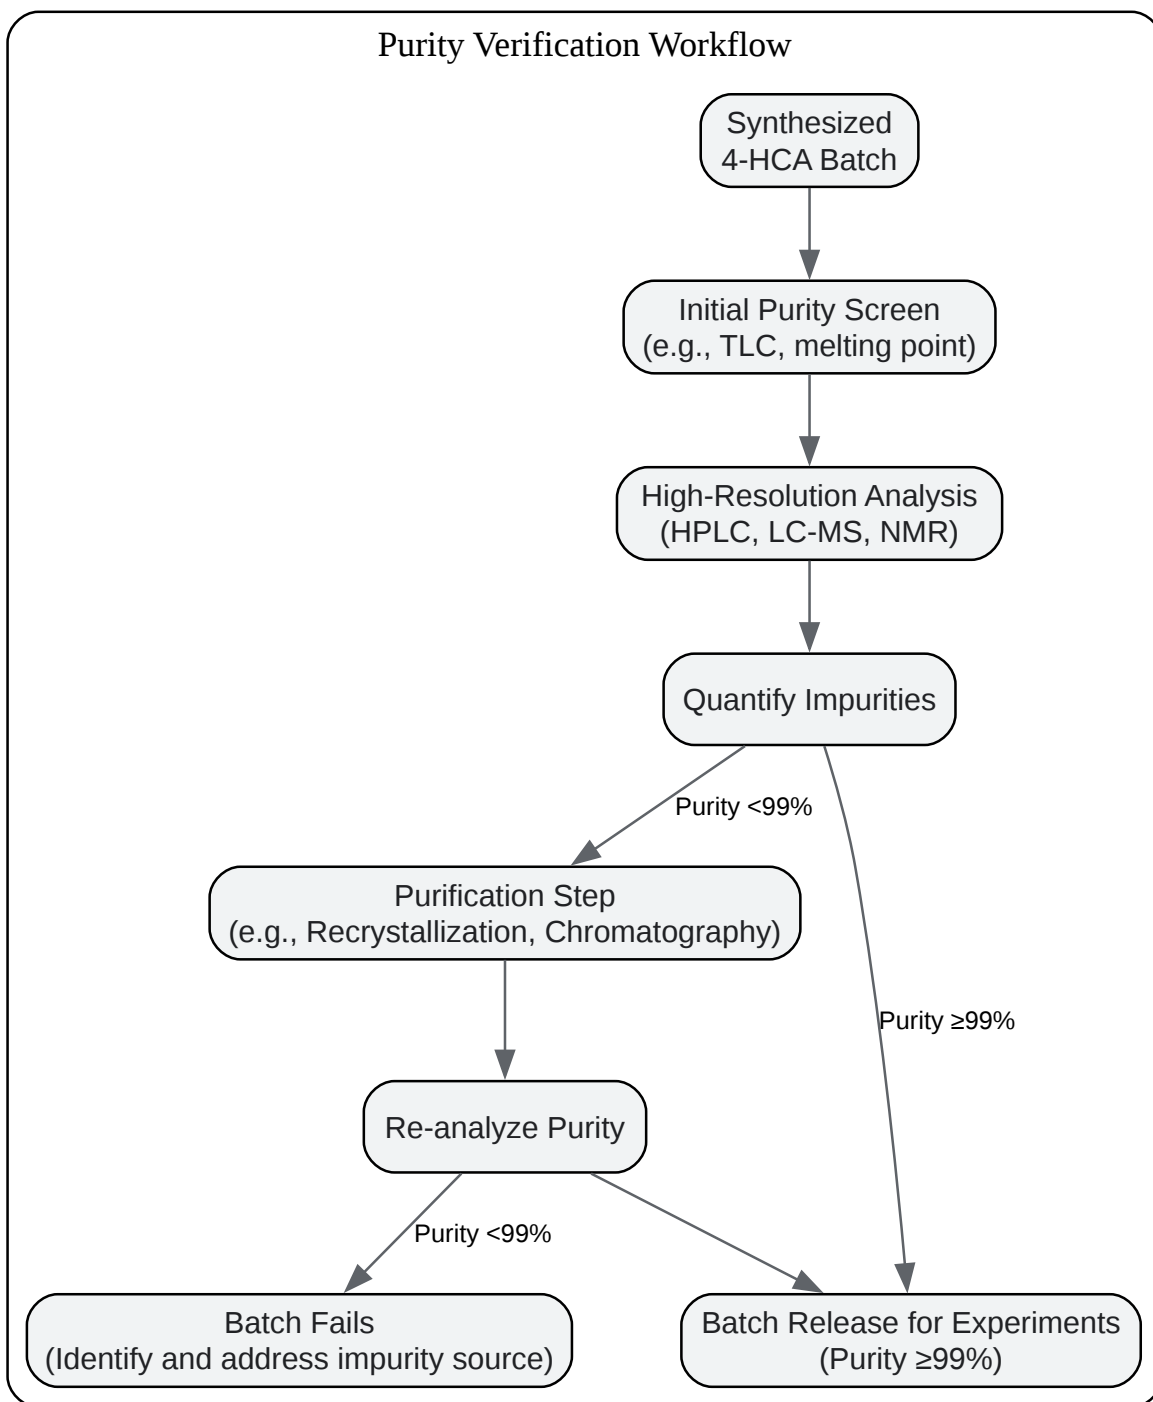 Purity Verification Workflow
Synthesized
4-HCA Batch
Initial Purity Screen
(e.g., TLC, melting point)
High-Resolution Analysis
(HPLC, LC-MS, NMR)
Quantify Impurities
Purity <99%
Purification Step
(e.g., Recrystallization, Chromatography)
Purity ≥99%
Re-analyze Purity
Purity <99%
Batch Fails
(Identify and address impurity source)
Batch Release for Experiments
(Purity ≥99%)